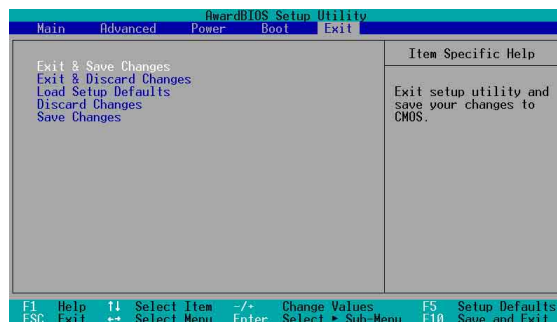 AwardBIOS Setup Utility
Main Advanced Power Boot Exit
Item Specific Help
Exit & Save Changes
Exit & Discard Changes
Load Setup Defaults
Discard Changes
Save Changes
Exit setup utility and
save your changes to
CMOS.
F1 Help ↑↓ Select Item -/+ Change Values F5 Setup Defaults
ESC Exit ←→ Select Menu Enter Select ► Sub-Menu F10 Save and Exit